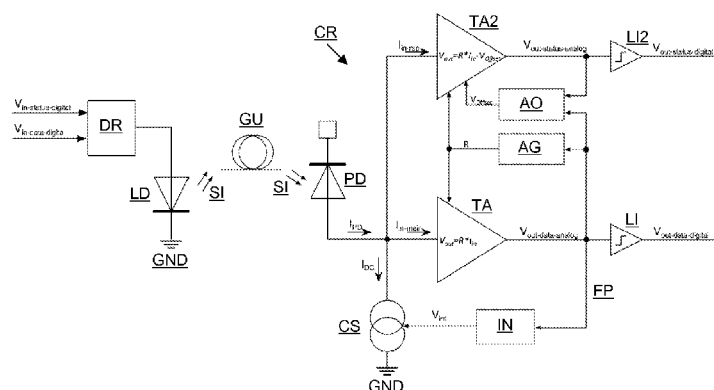 CR
I_in-rssi
TA2
V_out=R*I_in-V_Offset
V_out-status-analog
LI2
V_out-status-digital
V_Offset
AO
R
AG
V_in-status-digital
V_in-data-digital
DR
GU
LD
SI
SI
PD
GND
I_PD
I_in-main
TA
V_out=R*I_in
V_out-data-analog
LI
V_out-data-digital
I_DC
FP
CS
V_int
IN
GND